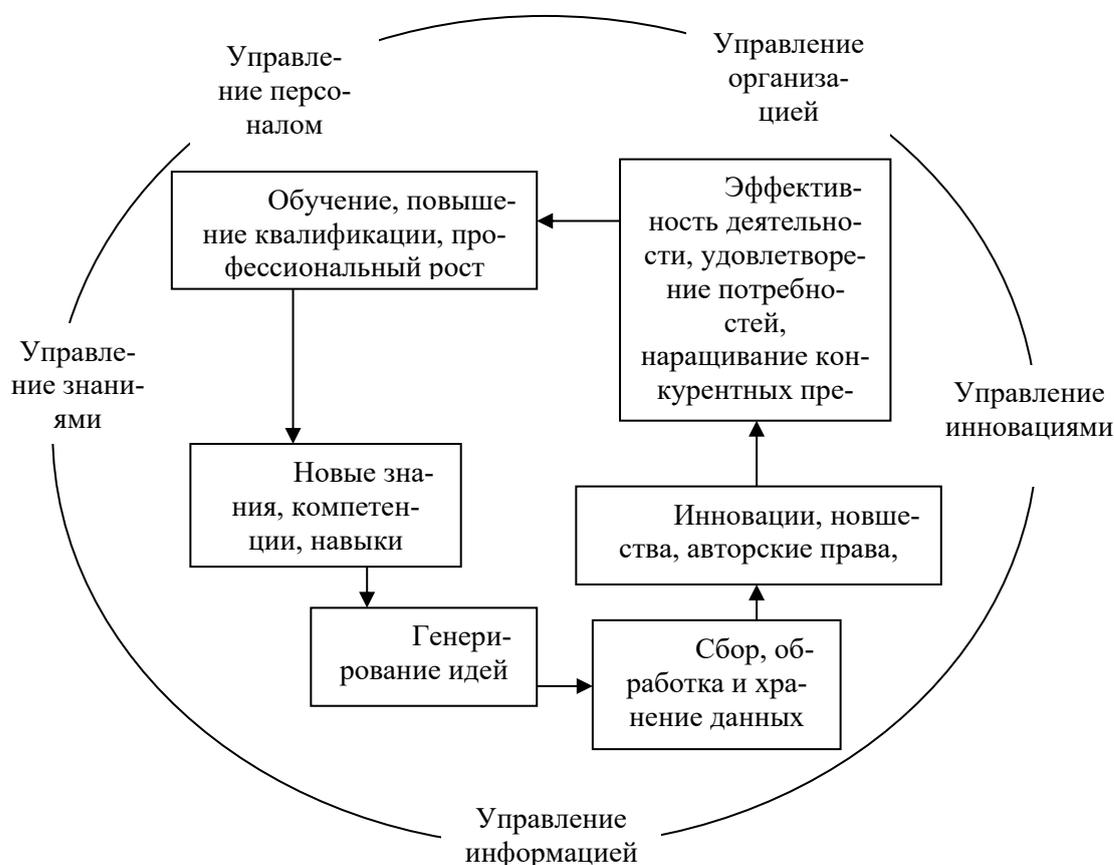 Управле-
ние персо-
налом
Управление
организа-
цией
Обучение, повыше-
ние квалификации, про-
фессиональный рост
Эффектив-
ность деятельно-
сти, удовлетворе-
ние потребно-
стей,
наращивание кон-
курентных пре-
Управле-
ние знани-
ями
Управление
инновациями
Новые зна-
ния, компетен-
ции, навыки
Инновации, новше-
ства, авторские права,
Генери-
рование идей
Сбор, об-
работка и хра-
нение данных
Управление
информацией